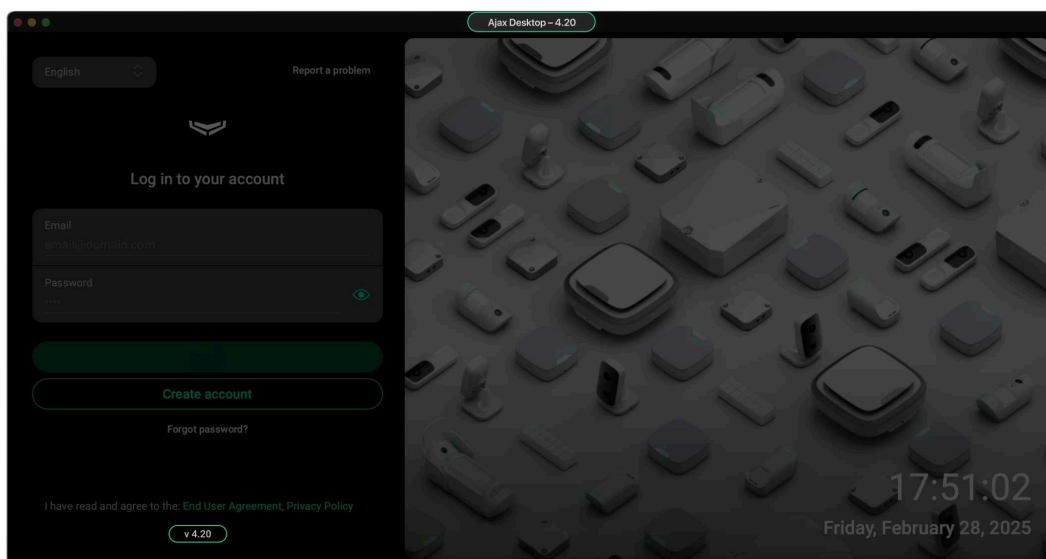 Ajax Desktop – 4.20
English
Report a problem
Log in to your account
Email
email@domain.com
Password
Create account
Forgot password?
I have read and agree to the: End User Agreement, Privacy Policy
v 4.20
17:51:02
Friday, February 28, 2025